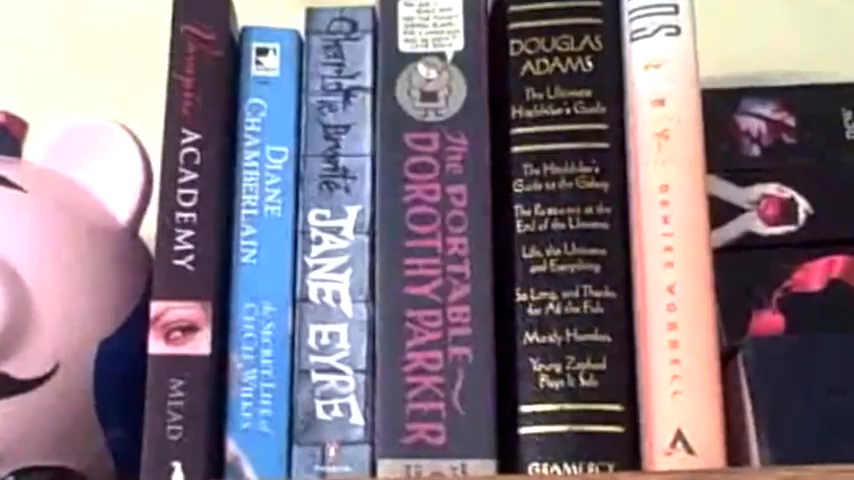 Vampire ACADEMY
MEAD
DIANE
CHAMBERLAIN
the SECRET LIFE of
CECE WILKES
Charlotte Brontë
JANE EYRE
The PORTABLE
DOROTHY PARKER
DOUGLAS
ADAMS
The Ultimate
Hitchhiker's Guide
The Hitchhiker's
Guide to the Galaxy
The Restaurant at the
End of the Universe
Life, the Universe
and Everything
So Long, and Thanks
for All the Fish
Mostly Harmless
Young Zaphod
Plays It Safe
GRAMERCY